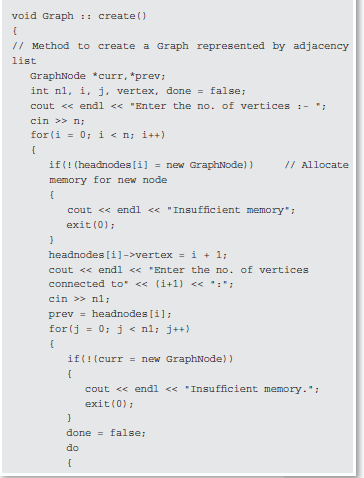 void Graph :: create()
{
// Method to create a Graph represented by adjacency
list
GraphNode *curr,*prev;
int n1, i, j, vertex, done = false;
cout << endl << "Enter the no. of vertices :- ";
cin >> n;
for(i = 0; i < n; i++)
{
if(!(headnodes[i] = new GraphNode)) // Allocate
memory for new node
{
cout << endl << "Insufficient memory";
exit(0);
}
headnodes[i]->vertex = i + 1;
cout << endl << "Enter the no. of vertices
connected to" << (i+1) << ":";
cin >> n1;
prev = headnodes[i];
for(j = 0; j < n1; j++)
{
if(!(curr = new GraphNode))
{
cout << endl << "Insufficient memory.";
exit(0);
}
done = false;
do
{